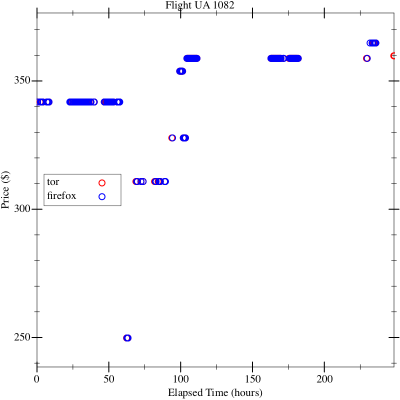 Flight UA 1082
350
300
250
Price ($)
tor
firefox
0 50 100 150 200
Elapsed Time (hours)